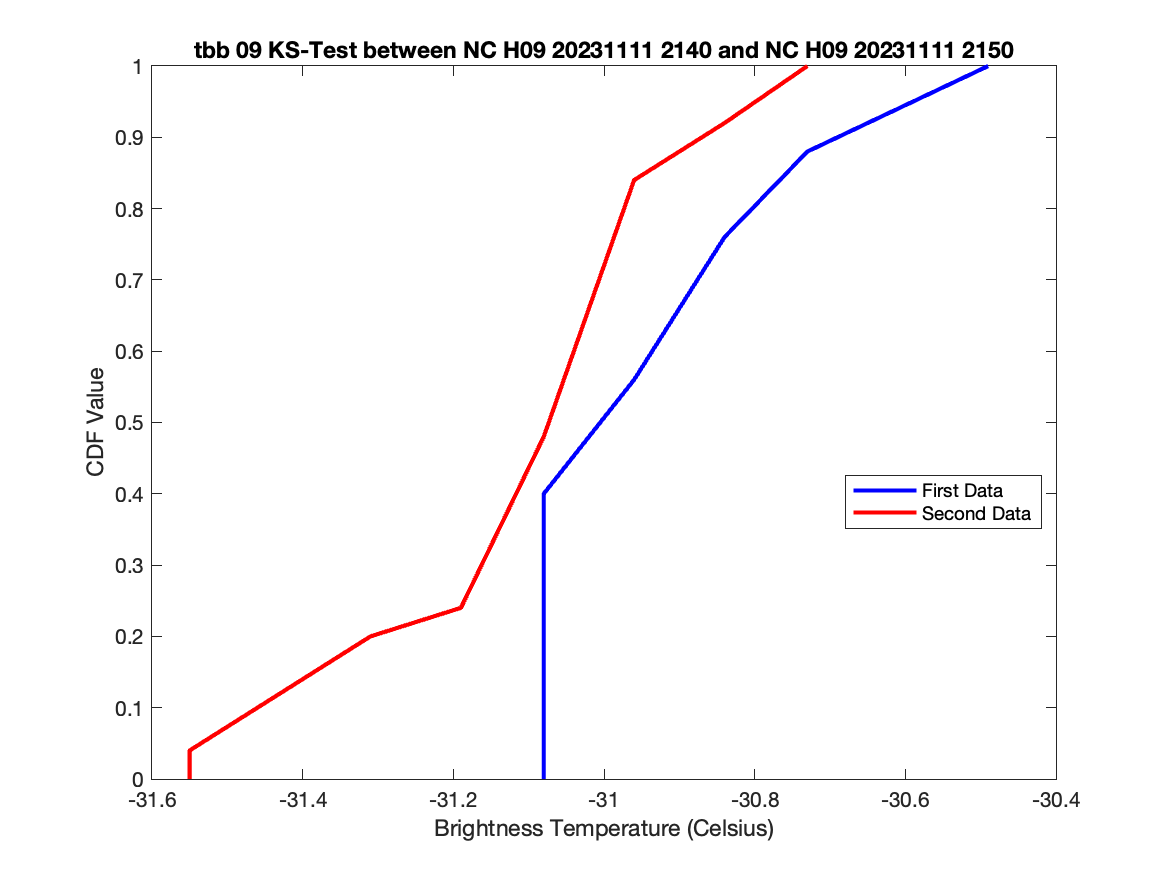 tbb 09 KS-Test between NC H09 20231111 2140 and NC H09 20231111 2150
1
0.9
0.8
0.7
0.6
0.5
0.4
0.3
0.2
0.1
0
CDF Value
First Data
Second Data
-31.6 -31.4 -31.2 -31 -30.8 -30.6 -30.4
Brightness Temperature (Celsius)